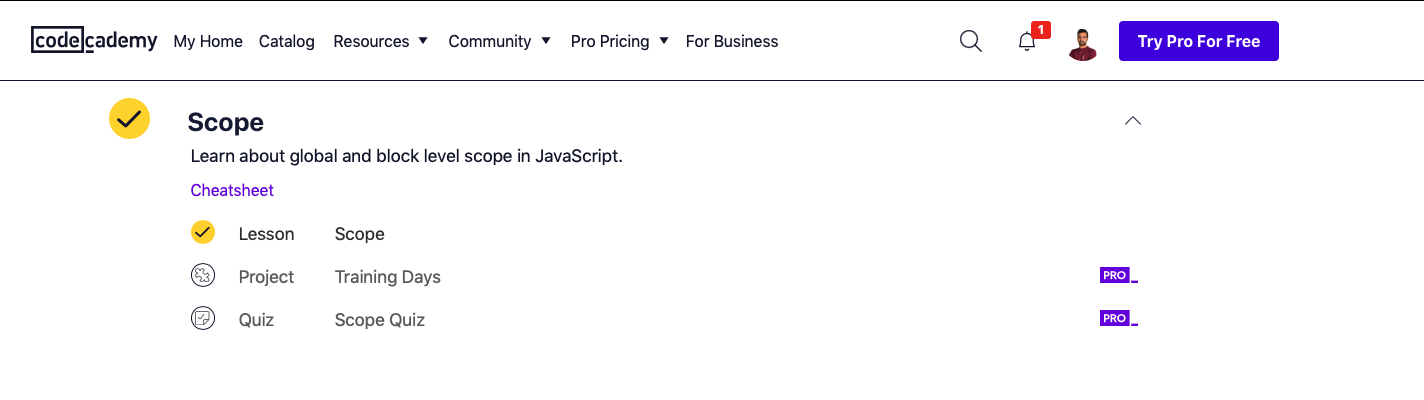 codecademy My Home Catalog Resources Community Pro Pricing For Business 1 Try Pro For Free
Scope
Learn about global and block level scope in JavaScript.
Cheatsheet
Lesson Scope
Project Training Days PRO
Quiz Scope Quiz PRO